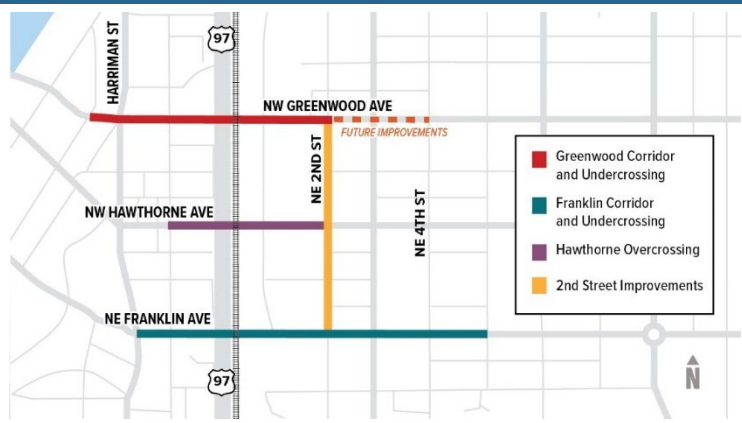 HARRIMAN ST
97
NW GREENWOOD AVE
FUTURE IMPROVEMENTS
NE 2ND ST
NW HAWTHORNE AVE
NE 4TH ST
NE FRANKLIN AVE
97
Greenwood Corridor
and Undercrossing
Franklin Corridor
and Undercrossing
Hawthorne Overcrossing
2nd Street Improvements
N